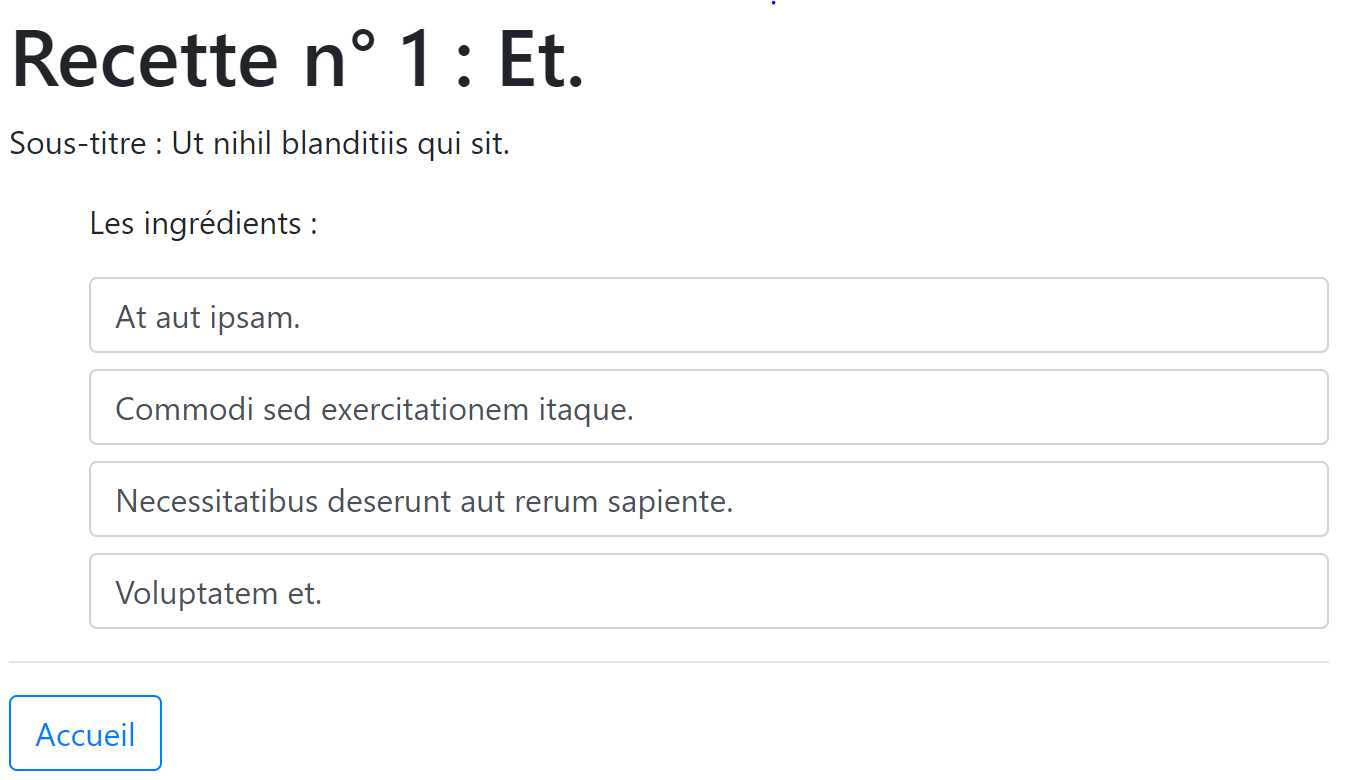 Recette n° 1 : Et.
Sous-titre : Ut nihil blanditiis qui sit.
Les ingrédients :
At aut ipsam.
Commodi sed exercitationem itaque.
Necessitatibus deserunt aut rerum sapiente.
Voluptatem et.
Accueil